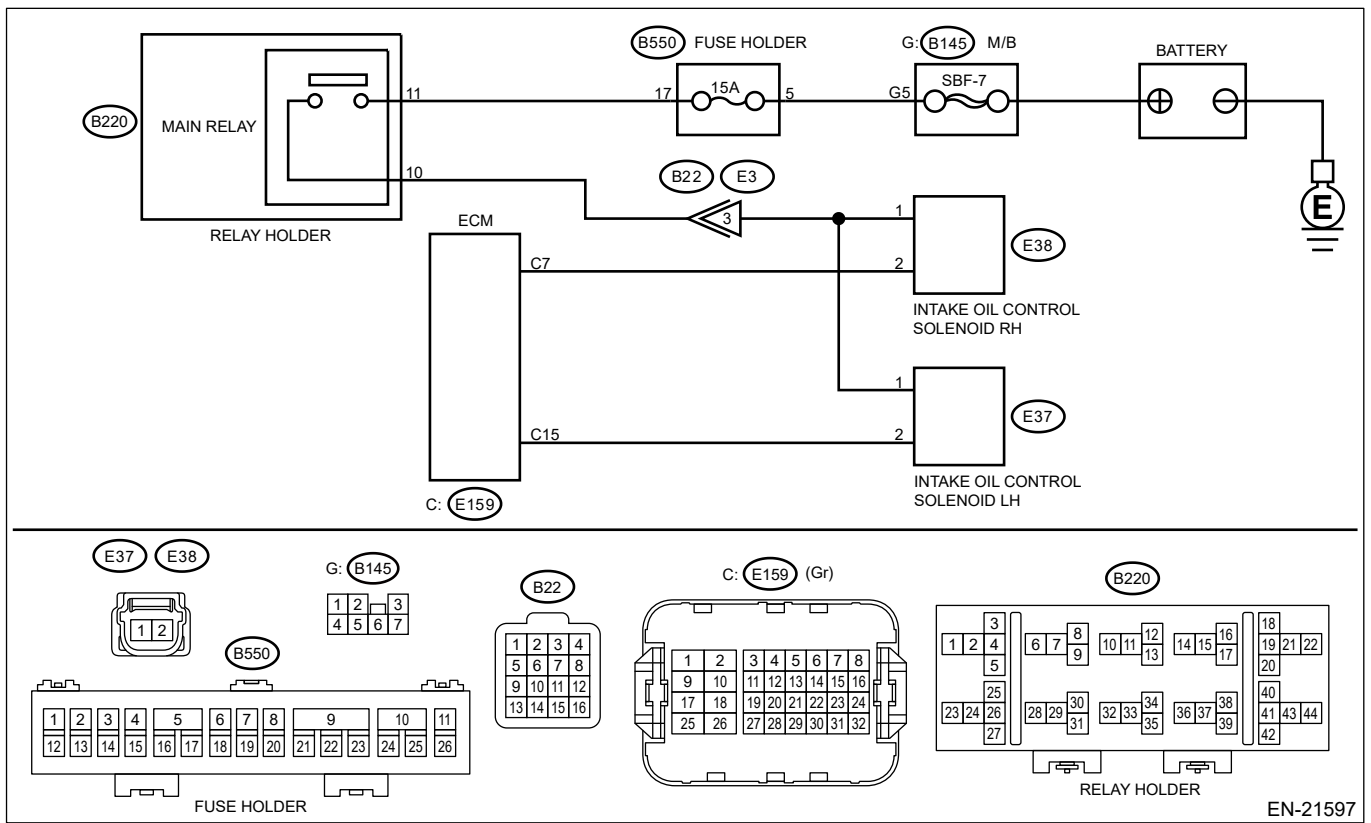 B550 FUSE HOLDER
G: B145 M/B
BATTERY
15A
SBF-7
17
5
G5
11
10
B220
MAIN RELAY
RELAY HOLDER
B22 E3
3
ECM
C7
C15
C: E159
1
2
E38
INTAKE OIL CONTROL
SOLENOID RH
1
2
E37
INTAKE OIL CONTROL
SOLENOID LH
E
E37 E38
1 2
G: B145
1 2 3
4 5 6 7
B550
1 2 3 4 5 6 7 8 9 10 11
12 13 14 15 16 17 18 19 20 21 22 23 24 25 26
FUSE HOLDER
B22
1 2 3 4
5 6 7 8
9 10 11 12
13 14 15 16
C: E159 (Gr)
1 2 3 4 5 6 7 8
9 10 11 12 13 14 15 16
17 18 19 20 21 22 23 24
25 26 27 28 29 30 31 32
B220
3 8 12 16 18
1 2 4 6 7 10 11 14 15 19 21 22
5 9 13 17 20
25 30 34 38 40
23 24 26 28 29 32 33 36 37 41 43 44
27 31 35 39 42
RELAY HOLDER
EN-21597